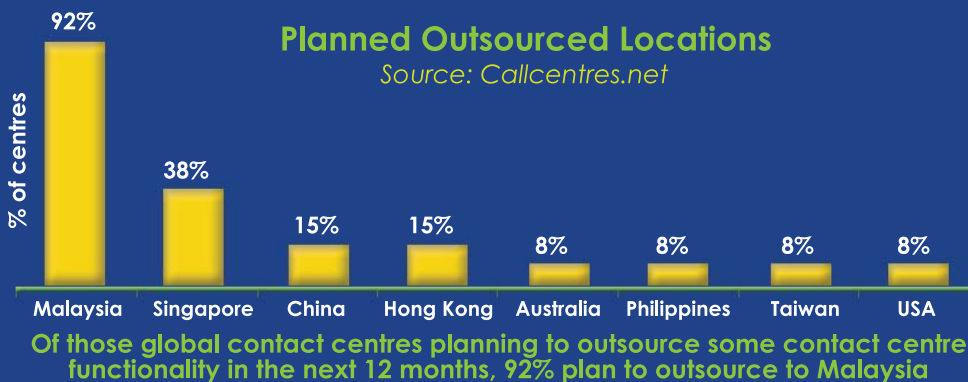 92%
Planned Outsourced Locations
Source: Callcentres.net
% of centres
38%
15%
15%
8%
8%
8%
8%
Malaysia
Singapore
China
Hong Kong
Australia
Philippines
Taiwan
USA
Of those global contact centres planning to outsource some contact centre
functionality in the next 12 months, 92% plan to outsource to Malaysia